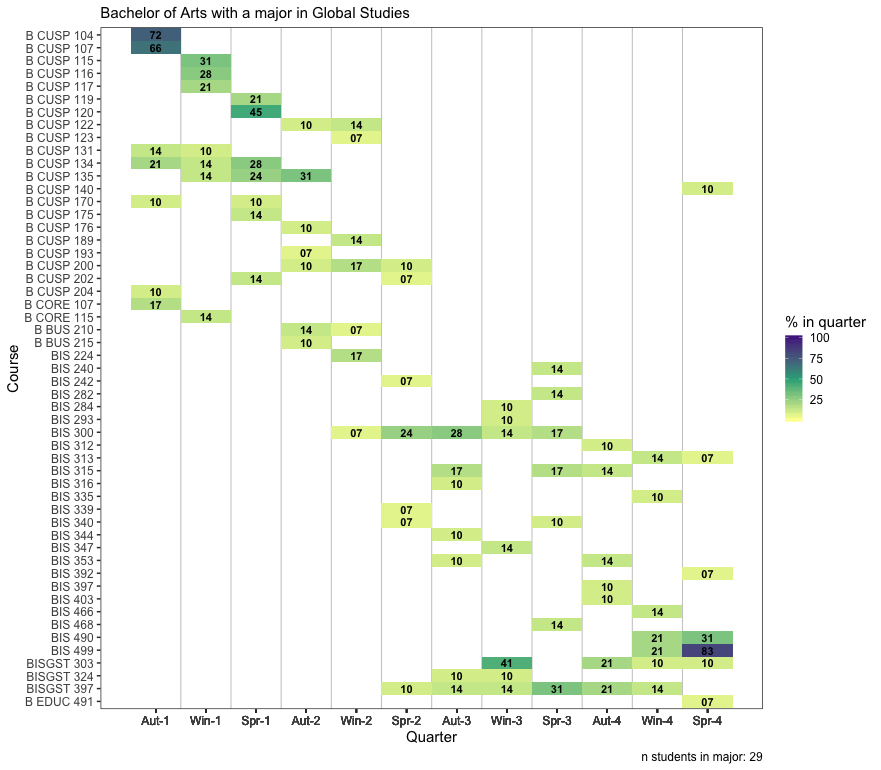 Bachelor of Arts with a major in Global Studies
B CUSP 104 72
B CUSP 107 66
B CUSP 115 31
B CUSP 116 28
B CUSP 117 21
B CUSP 119 21
B CUSP 120 45
B CUSP 122 10 14
B CUSP 123 07
B CUSP 131 14 10
B CUSP 134 21 14 28
B CUSP 135 14 24 31
B CUSP 140 10
B CUSP 170 10 10
B CUSP 175 14
B CUSP 176 10
B CUSP 189 14
B CUSP 193 07
B CUSP 200 10 17 10
B CUSP 202 14 07
B CUSP 204 10
B CORE 107 17
B CORE 115 14
B BUS 210 14 07
B BUS 215 10
BIS 224 17
BIS 240 14
BIS 242 07
BIS 282 14
BIS 284 10
BIS 293 10
BIS 300 07 24 28 14 17
BIS 312 10
BIS 313 14 07
BIS 315 17 17 14
BIS 316 10
BIS 335 10
BIS 339 07
BIS 340 07 10
BIS 344 10
BIS 347 14
BIS 353 10 14
BIS 392 07
BIS 397 10
BIS 403 10
BIS 466 14
BIS 468 14
BIS 490 21 31
BIS 499 21 83
BISGST 303 41 21 10 10
BISGST 324 10 10
BISGST 397 10 14 14 31 21 14
B EDUC 491 07
Aut-1 Win-1 Spr-1 Aut-2 Win-2 Spr-2 Aut-3 Win-3 Spr-3 Aut-4 Win-4 Spr-4
Quarter
Course
% in quarter
100
75
50
25
n students in major: 29